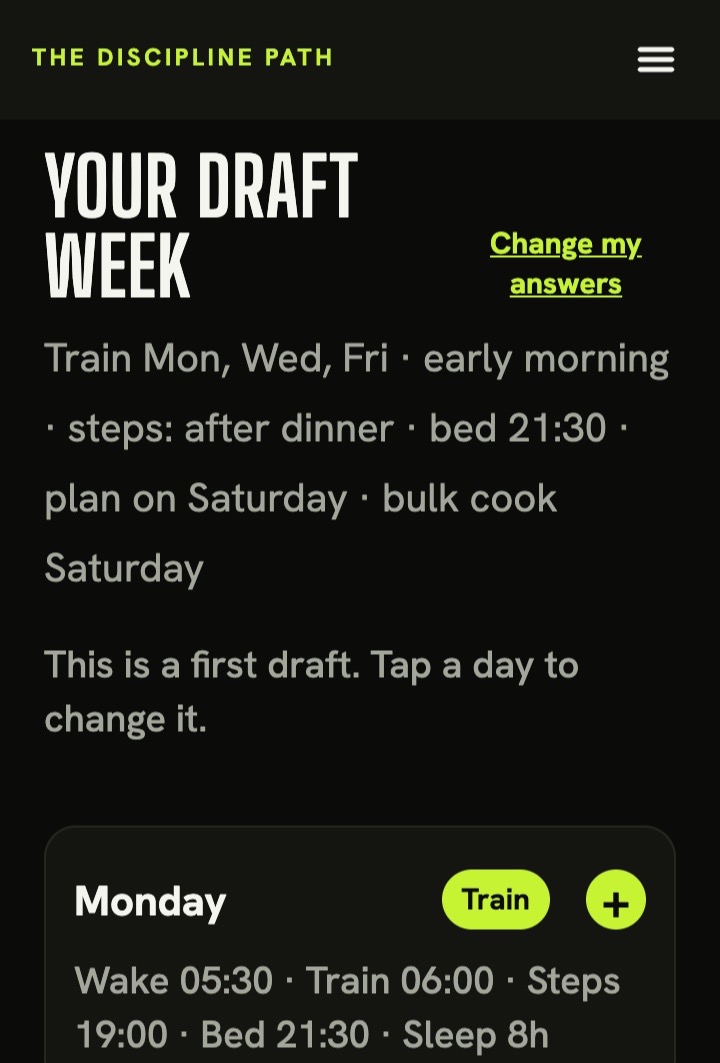 THE DISCIPLINE PATH
YOUR DRAFT
WEEK
Change my
answers
Train Mon, Wed, Fri · early morning
· steps: after dinner · bed 21:30 ·
plan on Saturday · bulk cook
Saturday
This is a first draft. Tap a day to
change it.
Monday
Train
+
Wake 05:30 · Train 06:00 · Steps
19:00 · Bed 21:30 · Sleep 8h